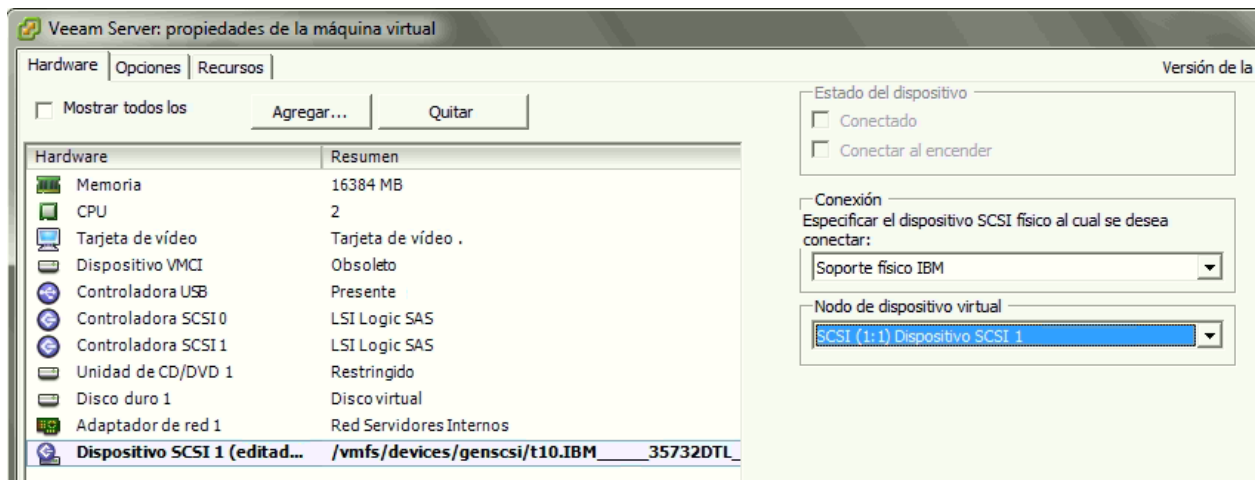 Veeam Server: propiedades de la máquina virtual
Hardware Opciones Recursos Versión de la
Mostrar todos los Agregar... Quitar
Hardware Resumen
Memoria 16384 MB
CPU 2
Tarjeta de vídeo Tarjeta de vídeo .
Dispositivo VMCI Obsoleto
Controladora USB Presente
Controladora SCSI 0 LSI Logic SAS
Controladora SCSI 1 LSI Logic SAS
Unidad de CD/DVD 1 Restringido
Disco duro 1 Disco virtual
Adaptador de red 1 Red Servidores Internos
Dispositivo SCSI 1 (editad... /vmfs/devices/genscsi/t10.IBM_____35732DTL_
Estado del dispositivo
Conectado
Conectar al encender
Conexión
Especificar el dispositivo SCSI físico al cual se desea
conectar:
Soporte físico IBM
Nodo de dispositivo virtual
SCSI (1:1) Dispositivo SCSI 1